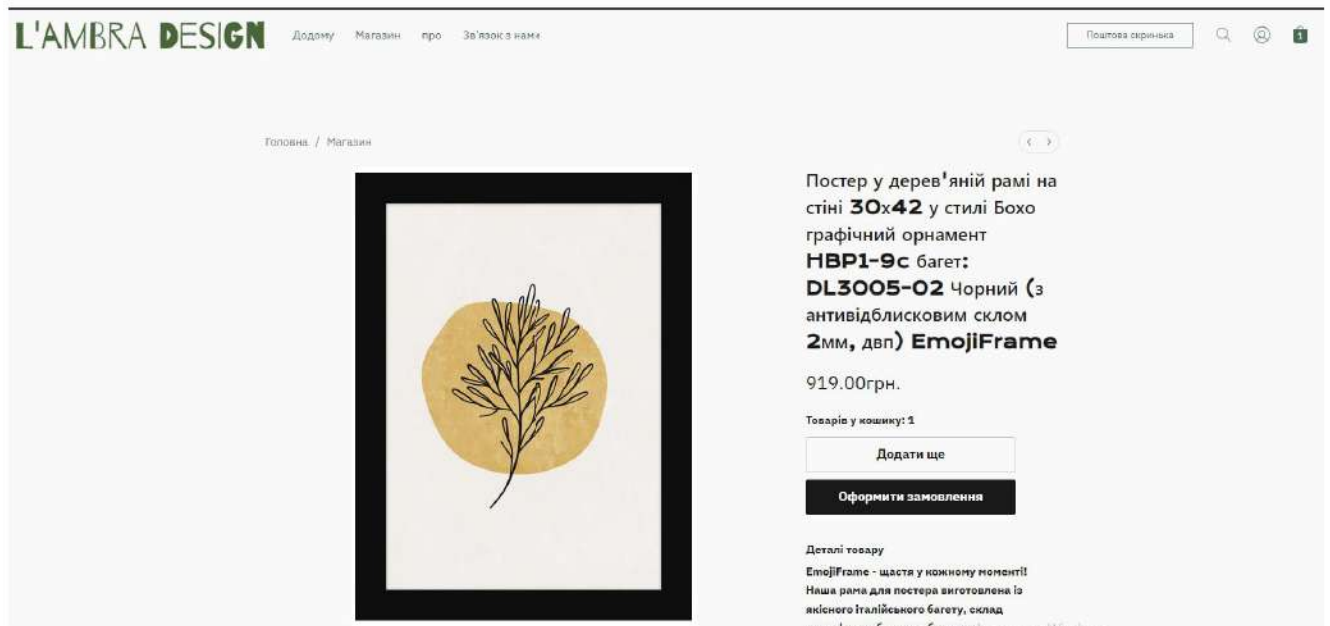 L'AMBRA DESIGN
Додому Магазин про Зв'язок з нами
Поштова скринька
1
Головна / Магазин
Постер у дерев'яній рамі на
стіні 30х42 у стилі Бохо
графічний орнамент
HBP1-9c багет:
DL3005-02 Чорний (з
антивідблисковим склом
2мм, двп) EmojiFrame
919.00грн.
Товарів у кошику: 1
Додати ще
Оформити замовлення
Деталі товару
EmojiFrame - щастя у кожному моменті!
Наша рама для постера виготовлена із
якісного італійського багету, склад